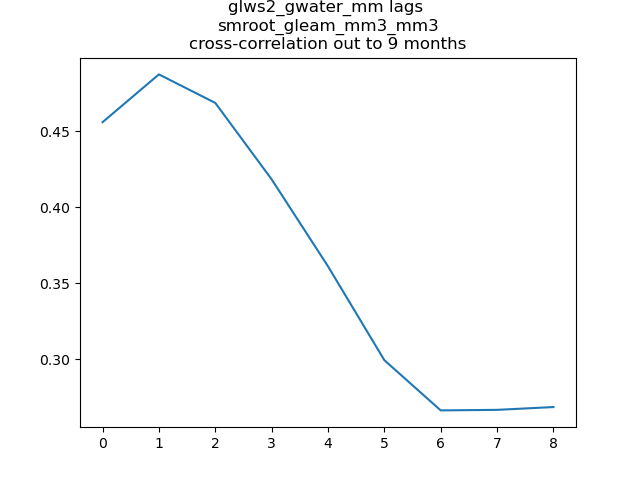 glws2_gwater_mm lags
smroot_gleam_mm3_mm3
cross-correlation out to 9 months
0.45
0.40
0.35
0.30
0 1 2 3 4 5 6 7 8